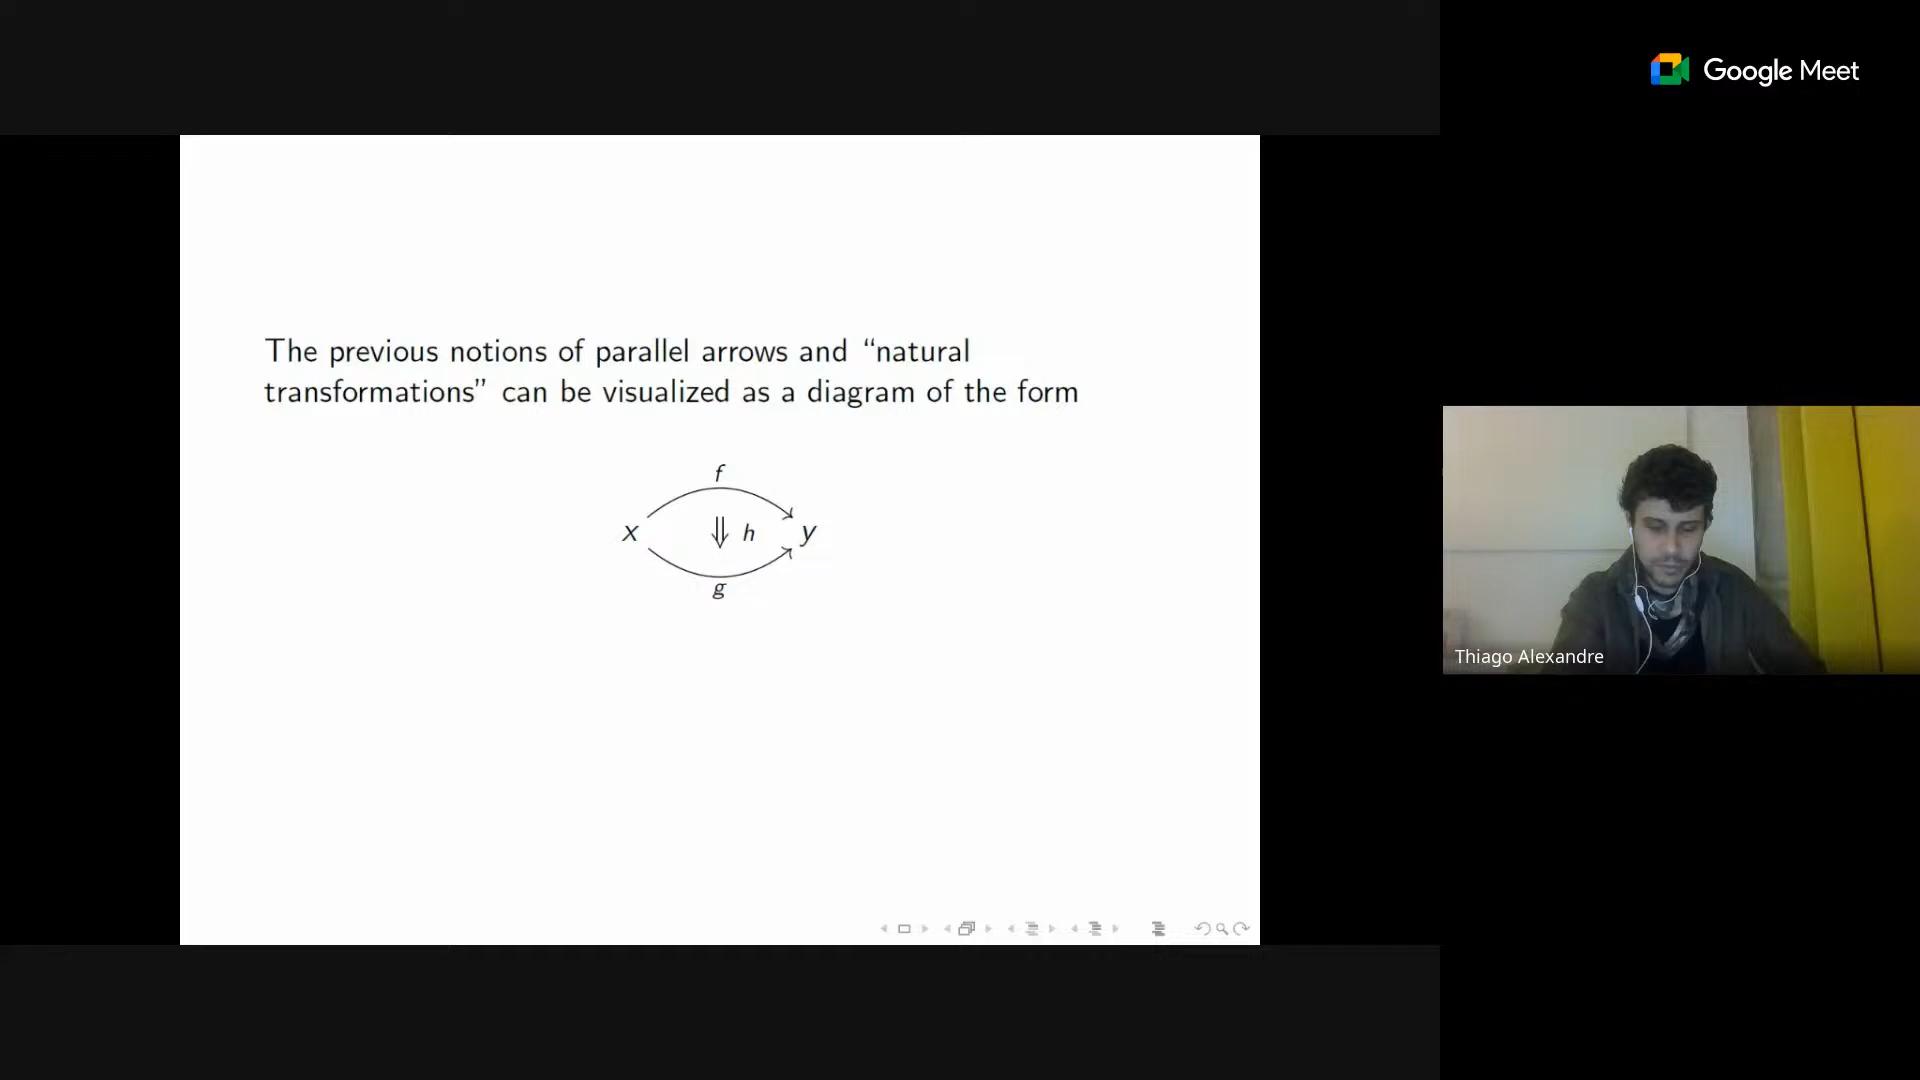 Google Meet
The previous notions of parallel arrows and “natural
transformations” can be visualized as a diagram of the form
f
x
h
y
g
Thiago Alexandre